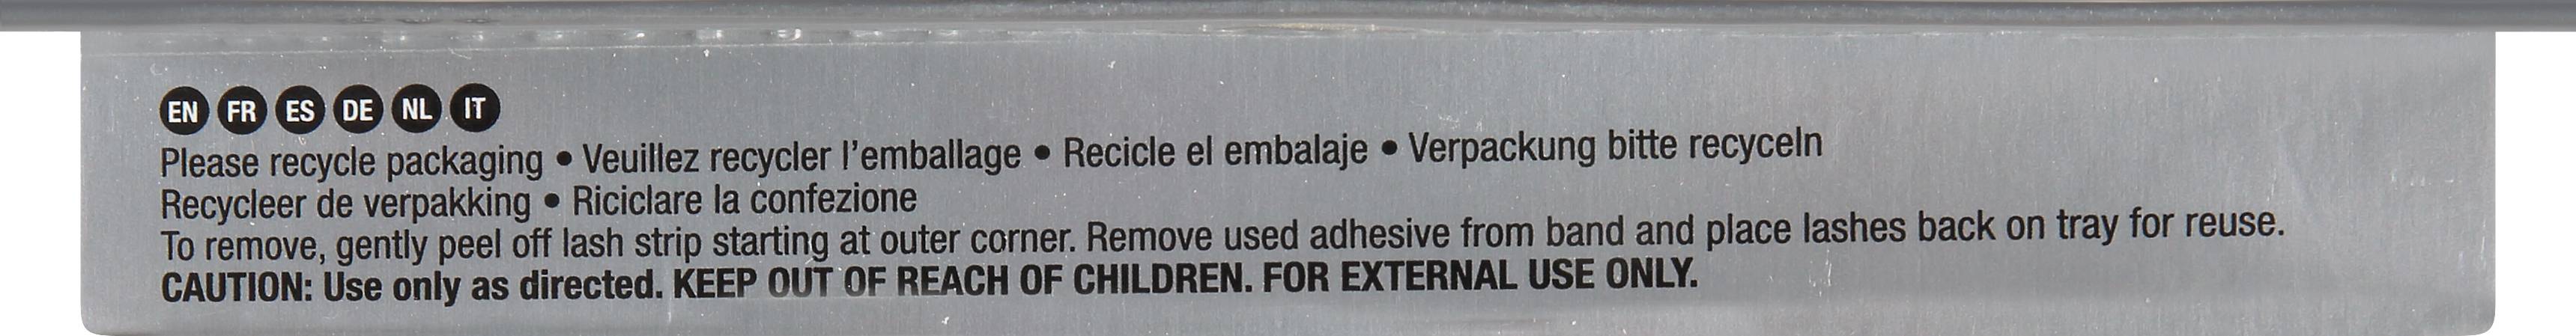 EN FR ES DE NL IT
Please recycle packaging • Veuillez recycler l'emballage • Recicle el embalaje • Verpackung bitte recyceln
Recycleer de verpakking • Riciclare la confezione
To remove, gently peel off lash strip starting at outer corner. Remove used adhesive from band and place lashes back on tray for reuse.
CAUTION: Use only as directed. KEEP OUT OF REACH OF CHILDREN. FOR EXTERNAL USE ONLY.